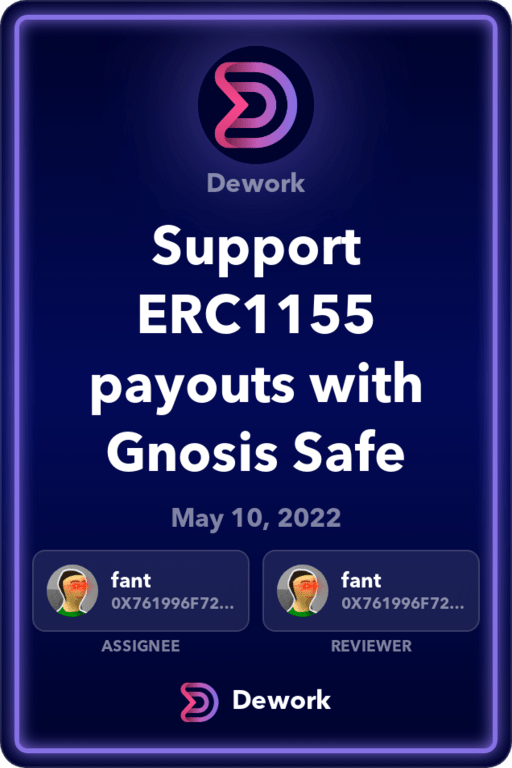 Dework
Support
ERC1155
payouts with
Gnosis Safe
May 10, 2022
fant
0X761996F72...
ASSIGNEE
fant
0X761996F72...
REVIEWER
Dework